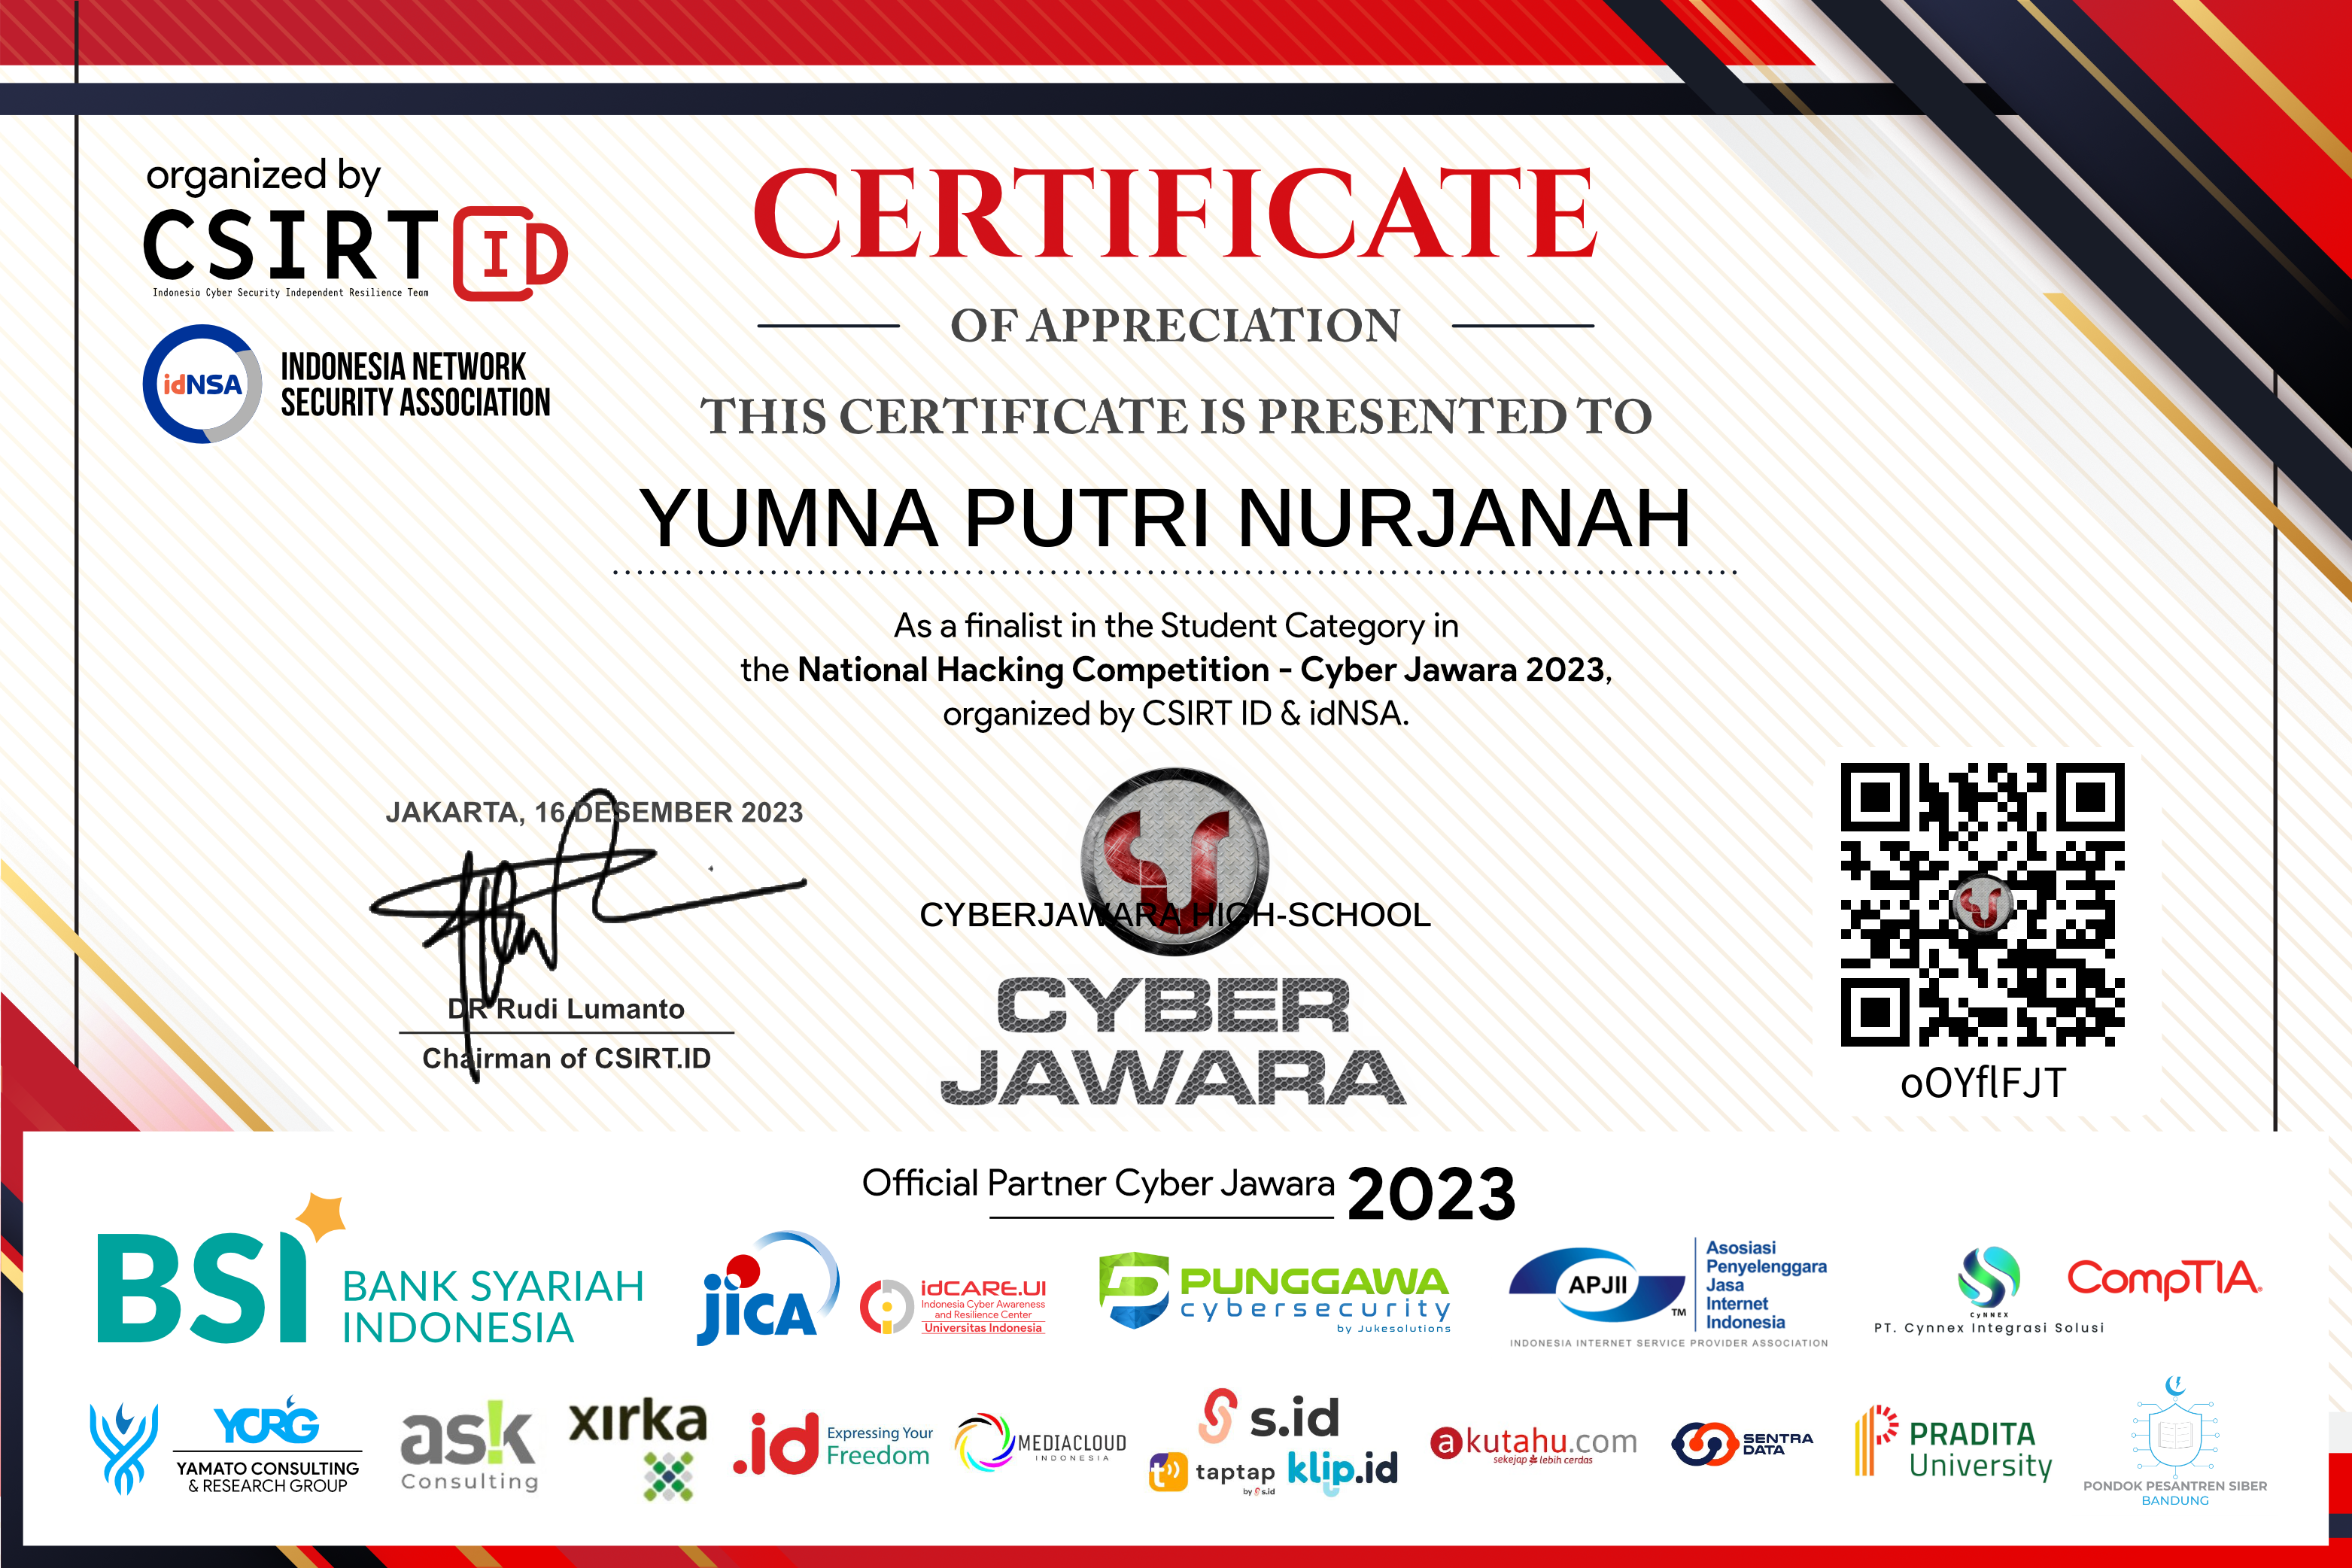 organized by
CSIRT ID
Indonesia Cyber Security Independent Resilience Team
idNSA
INDONESIA NETWORK
SECURITY ASSOCIATION
CERTIFICATE
OF APPRECIATION
THIS CERTIFICATE IS PRESENTED TO
YUMNA PUTRI NURJANAH
As a finalist in the Student Category in
the National Hacking Competition - Cyber Jawara 2023,
organized by CSIRT ID & idNSA.
JAKARTA, 16 DESEMBER 2023
DR Rudi Lumanto
Chairman of CSIRT.ID
CYBERJAWARA HIGH-SCHOOL
CYBER
JAWARA
oOYflFJT
Official Partner Cyber Jawara 2023
BSI BANK SYARIAH
INDONESIA
jICA
idCARE.UI
Indonesia Cyber Awareness
and Resilience Center
Universitas Indonesia
PUNGGAWA
cybersecurity
by Jukesolutions
APJII
TM
Asosiasi
Penyelenggara
Jasa
Internet
Indonesia
INDONESIA INTERNET SERVICE PROVIDER ASSOCIATION
CyNNEX
PT. Cynnex Integrasi Solusi
CompTIA.
YCRG
YAMATO CONSULTING
& RESEARCH GROUP
as!k
Consulting
xırka
.id Expressing Your
Freedom
MEDIACLOUD
INDONESIA
s.id
taptap
by s.id
klip.id
akutahu.com
sekejap lebih cerdas
SENTRA
DATA
PRADITA
University
PONDOK PESANTREN SIBER
BANDUNG